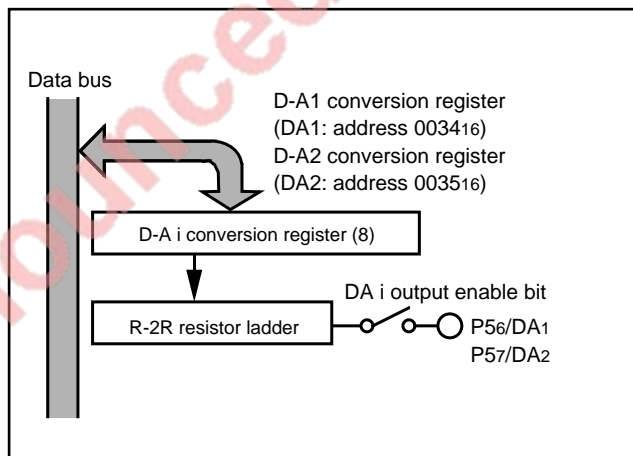 Data bus
D-A1 conversion register
(DA1: address 003416)
D-A2 conversion register
(DA2: address 003516)
D-A i conversion register (8)
DA i output enable bit
R-2R resistor ladder
P56/DA1
P57/DA2